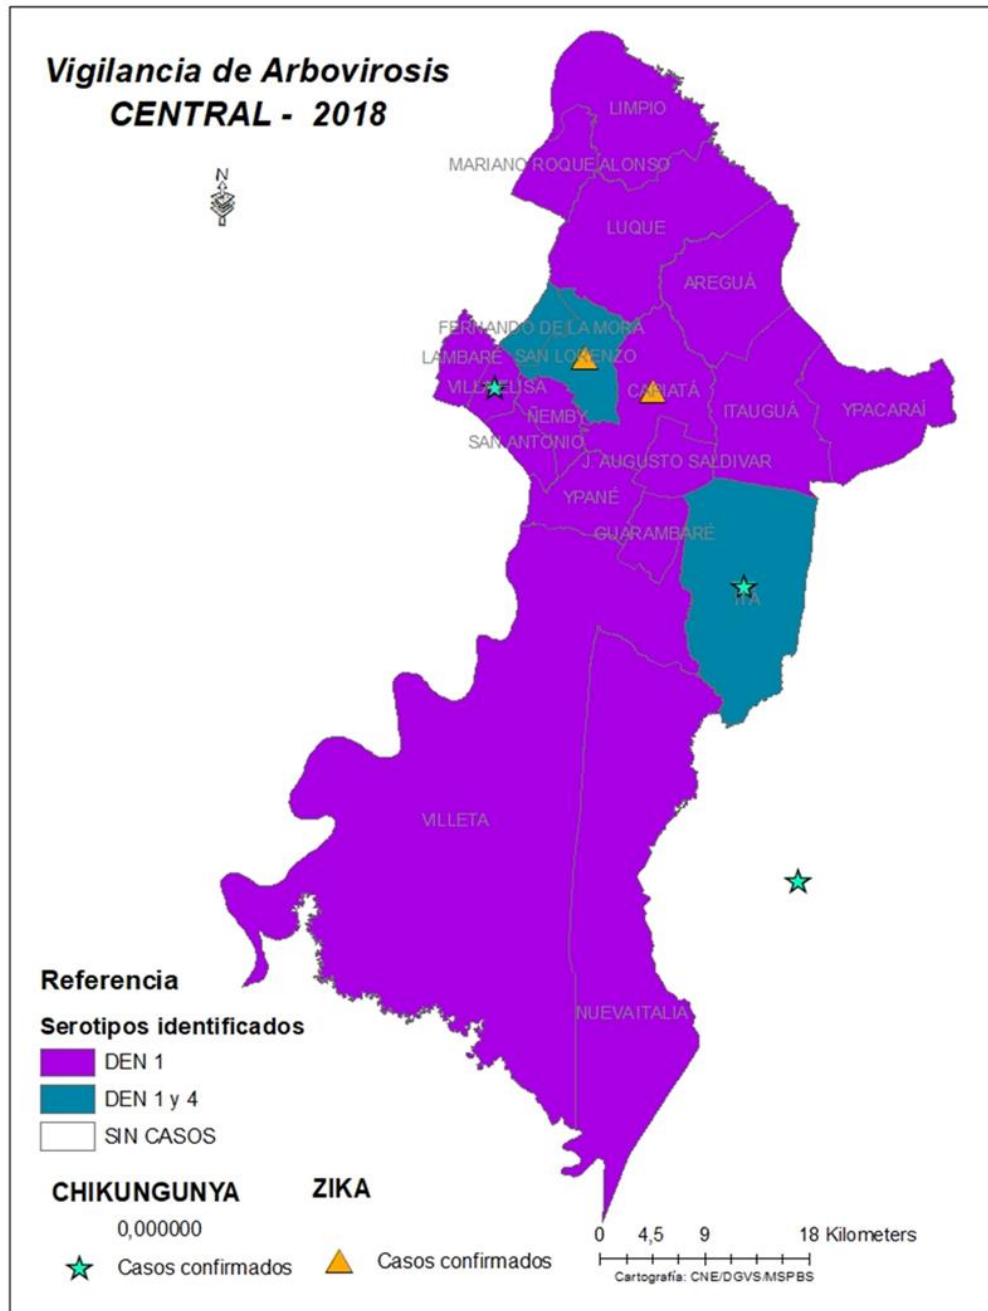 Vigilancia de Arbovirosis
CENTRAL - 2018
N
LIMPIO
MARIANO ROQUE ALONSO
LUQUE
AREGUÁ
FERNANDO DE LA MORA
LAMBARÉ
SAN LORENZO
VILLA ELISA
CAPIATÁ
ITAUGUÁ
YPACARAÍ
ÑEMBY
SAN ANTONIO
J. AUGUSTO SALDIVAR
YPANÉ
GUARAMBARÉ
ITÁ
VILLETA
NUEVA ITALIA
Referencia
Serotipos identificados
DEN 1
DEN 1 y 4
SIN CASOS
CHIKUNGUNYA
0,000000
Casos confirmados
ZIKA
Casos confirmados
0 4,5 9 18 Kilometers
Cartografía: CNE/DGVS/MSPBS